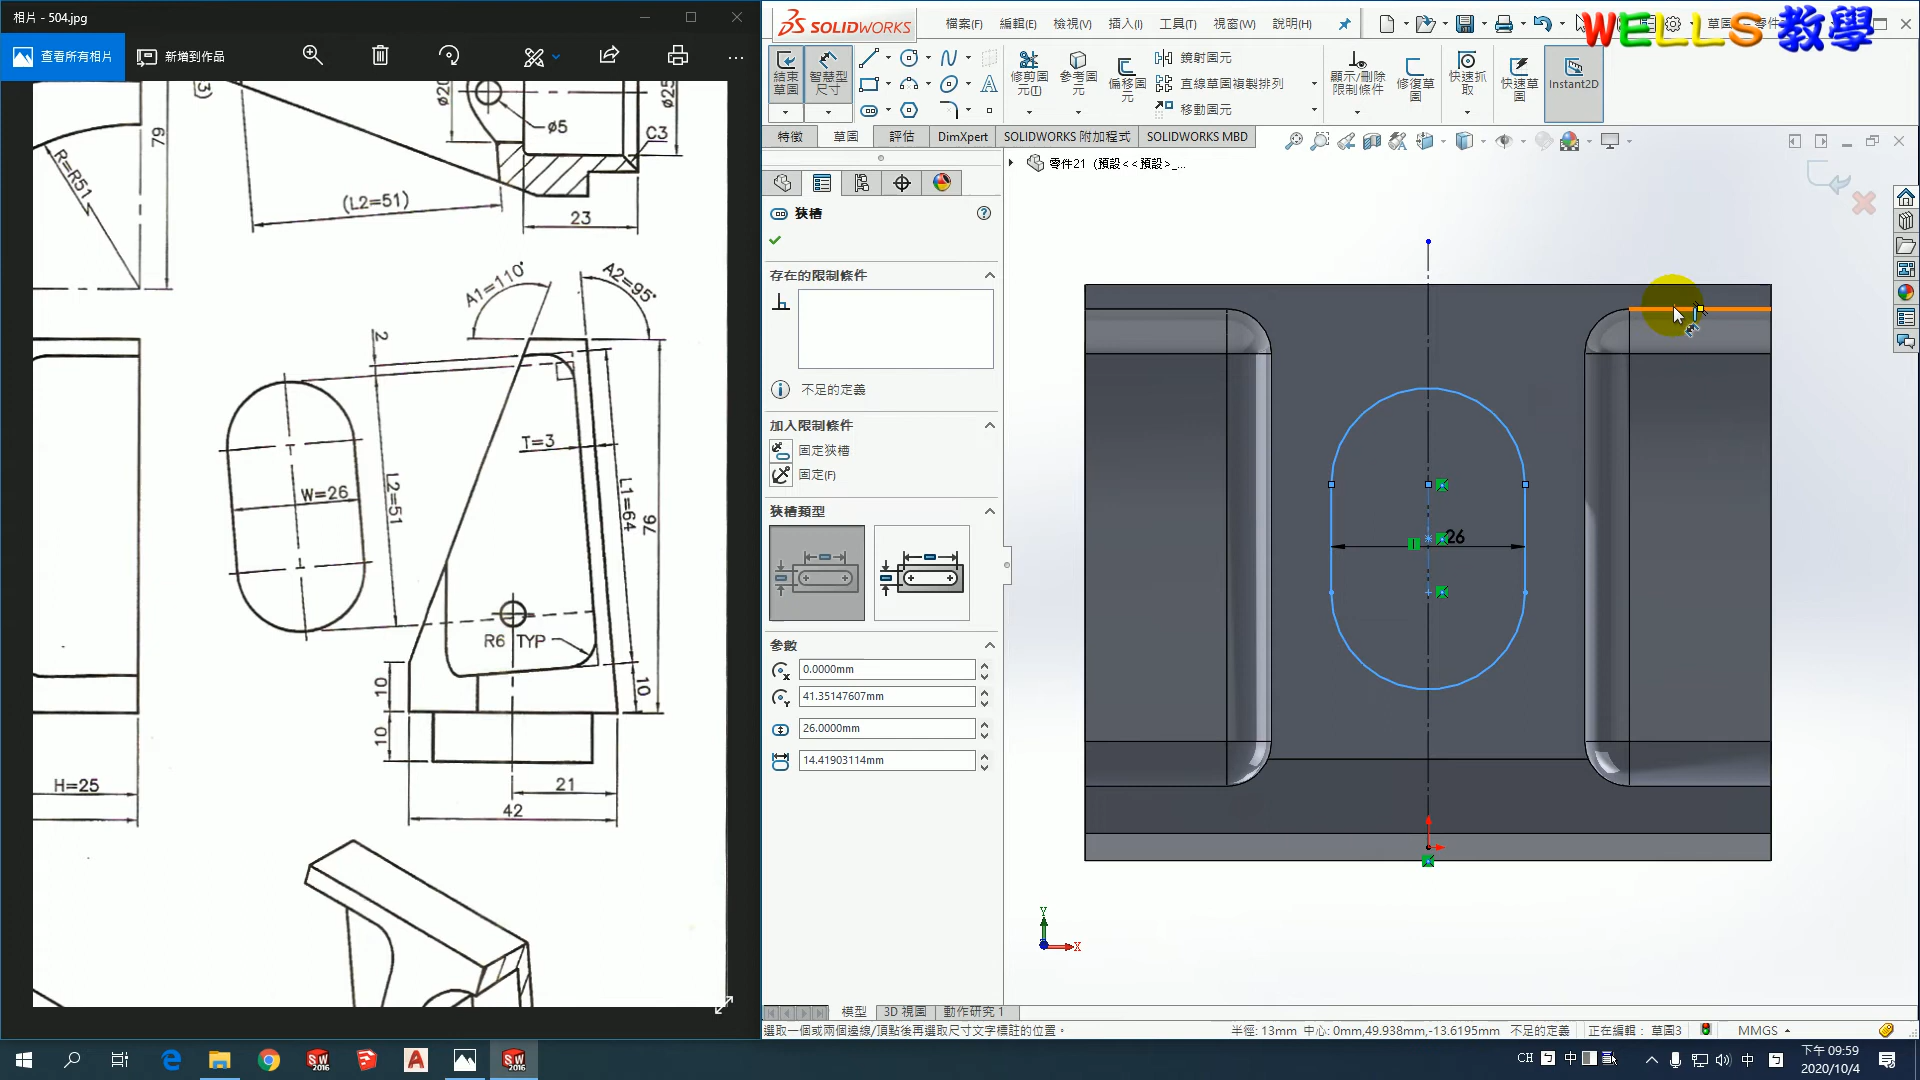 相片 - 504.jpg
查看所有相片
新增到作品
79
R=R51
(L2=51)
ø20
ø5
ø25
C3
23
A1=110°
A2=95°
2
T=3
L2=51
L1=64
76
W=26
R6 TYP
10
10
10
H=25
21
42
SOLIDWORKS
檔案(F)
編輯(E)
檢視(V)
插入(I)
工具(T)
視窗(W)
說明(H)
WELLS 教學
結束草圖
智慧型尺寸
修剪圖元(T)
參考圖元
偏移圖元
鏡射圖元
直線草圖複製排列
移動圖元
顯示/刪除限制條件
修復草圖
快速抓取
快速草圖
Instant2D
特徵
草圖
評估
DimXpert
SOLIDWORKS 附加程式
SOLIDWORKS MBD
零件21 (預設<<預設>_...
狹槽
存在的限制條件
不足的定義
加入限制條件
固定狹槽
固定(F)
狹槽類型
參數
0.0000mm
41.35147607mm
26.0000mm
14.41903114mm
26
Y
X
模型
3D 視圖
動作研究 1
選取一個或兩個邊線/頂點後再選取尺寸文字標註的位置。
半徑: 13mm 中心: 0mm,49.938mm,-13.6195mm
不足的定義
正在編輯: 草圖3
MMGS
CH
中
中
下午 09:59
2020/10/4